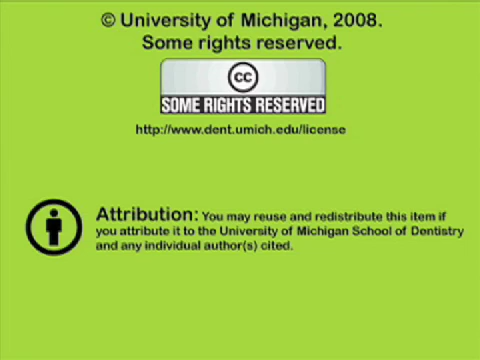 © University of Michigan, 2008.
Some rights reserved.
cc
SOME RIGHTS RESERVED
http://www.dent.umich.edu/license
Attribution: You may reuse and redistribute this item if
you attribute it to the University of Michigan School of Dentistry
and any individual author(s) cited.